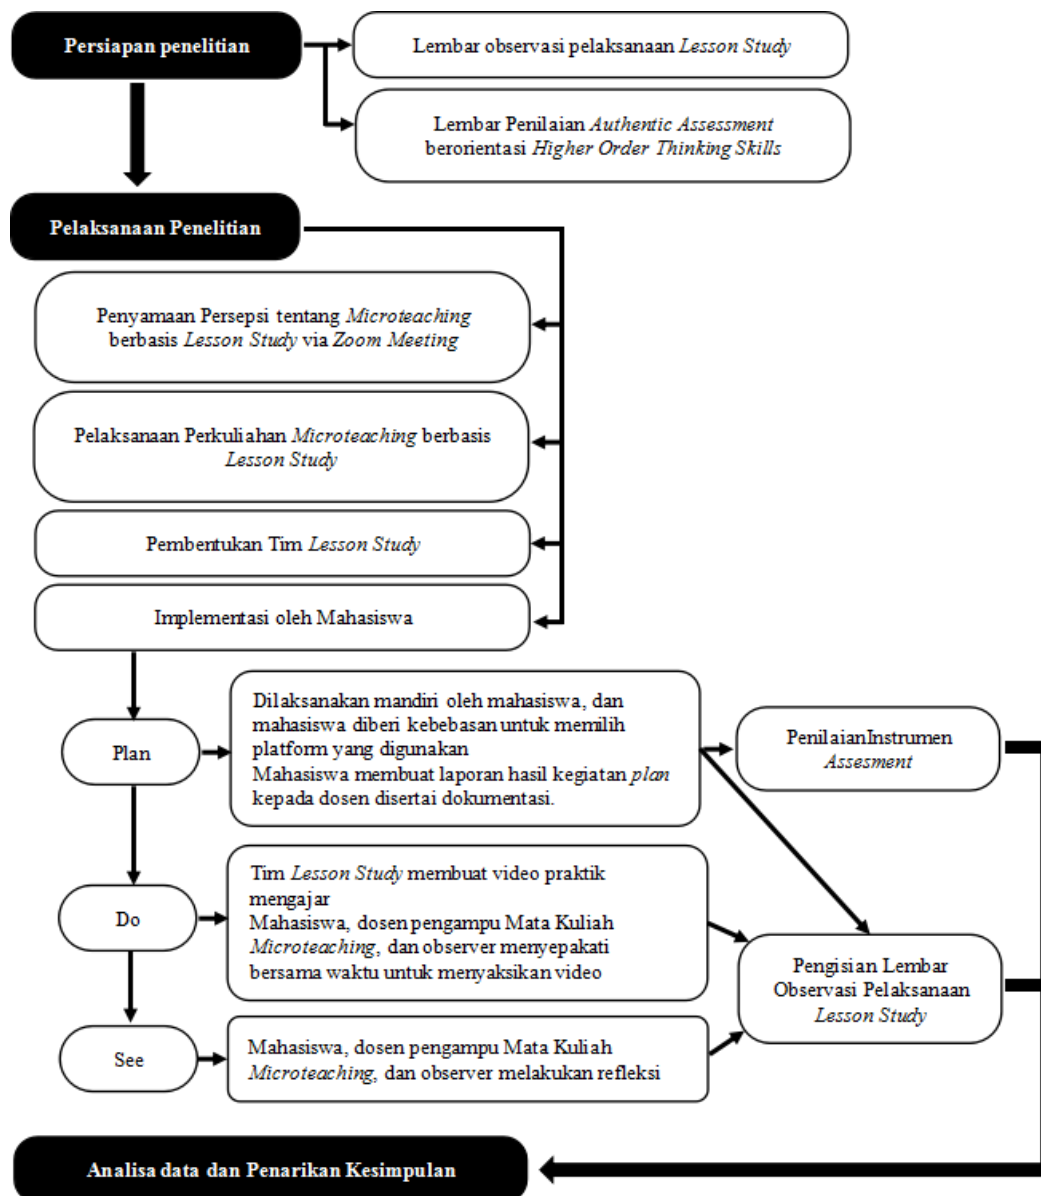 Persiapan penelitian
Lembar observasi pelaksanaan Lesson Study
Lembar Penilaian Authentic Assessment
berorientasi Higher Order Thinking Skills
Pelaksanaan Penelitian
Penyamaan Persepsi tentang Microteaching
berbasis Lesson Study via Zoom Meeting
Pelaksanaan Perkuliahan Microteaching berbasis
Lesson Study
Pembentukan Tim Lesson Study
Implementasi oleh Mahasiswa
Plan
Dilaksanakan mandiri oleh mahasiswa, dan
mahasiswa diberi kebebasan untuk memilih
platform yang digunakan
Mahasiswa membuat laporan hasil kegiatan plan
kepada dosen disertai dokumentasi.
PenilaianInstrumen
Assesment
Do
Tim Lesson Study membuat video praktik
mengajar
Mahasiswa, dosen pengampu Mata Kuliah
Microteaching, dan observer menyepakati
bersama waktu untuk menyaksikan video
Pengisian Lembar
Observasi Pelaksanaan
Lesson Study
See
Mahasiswa, dosen pengampu Mata Kuliah
Microteaching, dan observer melakukan refleksi
Analisa data dan Penarikan Kesimpulan